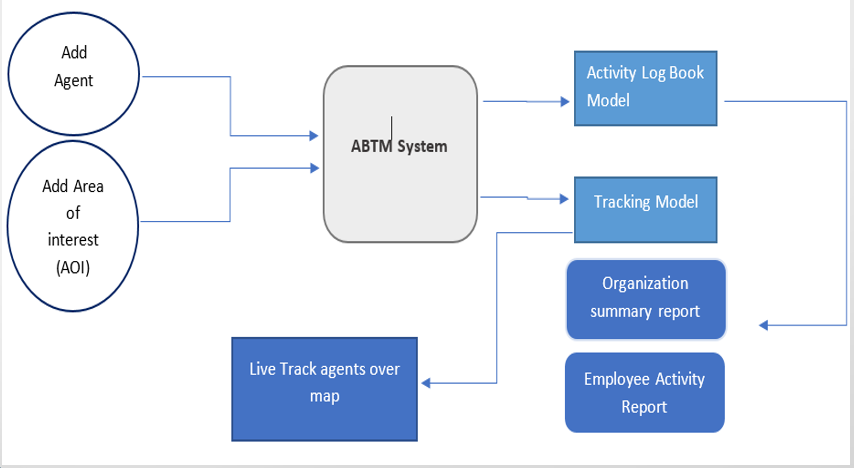 Add
Agent
Add Area
of
interest
(AOI)
ABTM System
Activity Log Book
Model
Tracking Model
Organization
summary report
Employee Activity
Report
Live Track agents over
map